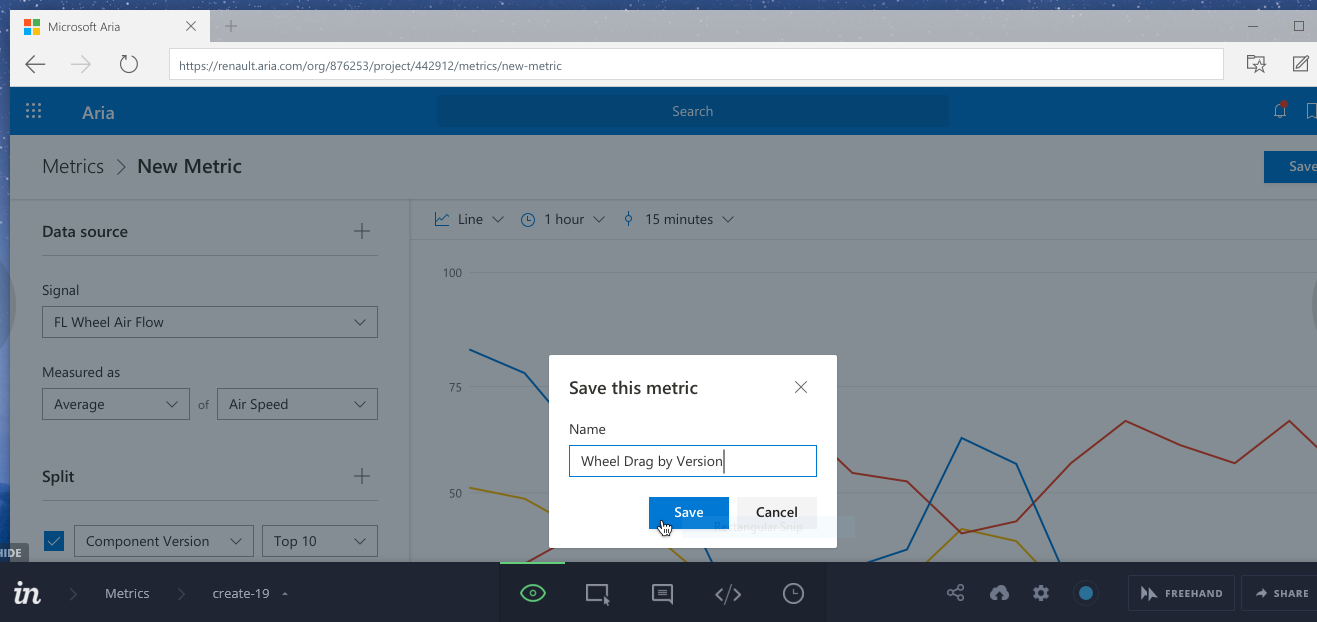 Microsoft Aria
https://renault.aria.com/org/876253/project/442912/metrics/new-metric
Aria
Search
Metrics > New Metric
Save
Data source
Line
1 hour
15 minutes
Signal
FL Wheel Air Flow
Measured as
Average
of
Air Speed
Split
Component Version
Top 10
100
75
50
Save this metric
Name
Wheel Drag by Version
Save
Cancel
Rectangular Snip
HIDE
in
Metrics
create-19
FREEHAND
SHARE